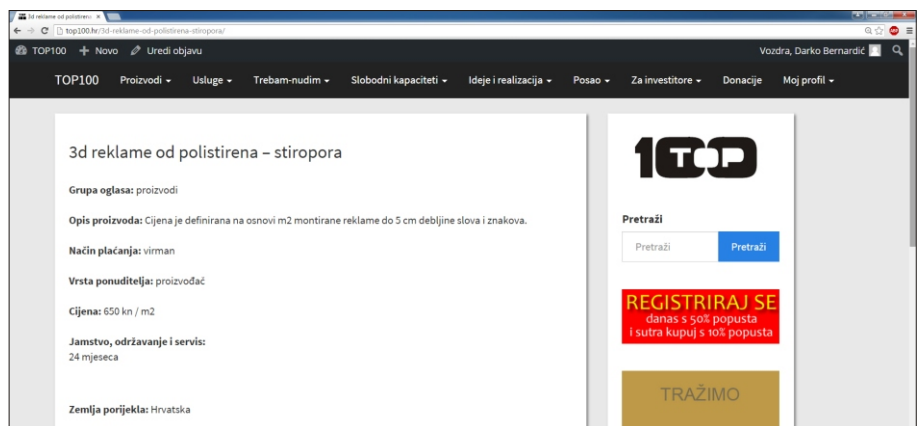 3d reklame od polistirena
top100.hr/3d-reklame-od-polistirena-stiropora/
TOP100 + Novo Uredi objavu Vozdra, Darko Bernardić
TOP100 Proizvodi Usluge Trebam-nudim Slobodni kapaciteti Ideje i realizacija Posao Za investitore Donacije Moj profil
3d reklame od polistirena – stiropora
Grupa oglasa: proizvodi
Opis proizvoda: Cijena je definirana na osnovi m2 montirane reklame do 5 cm debljine slova i znakova.
Način plaćanja: virman
Vrsta ponuditelja: proizvođač
Cijena: 650 kn / m2
Jamstvo, održavanje i servis:
24 mjeseca
Zemlja porijekla: Hrvatska
100 TOP
Pretraži
Pretraži Pretraži
REGISTRIRAJ SE
danas s 50% popusta
i sutra kupuj s 10% popusta
TRAŽIMO